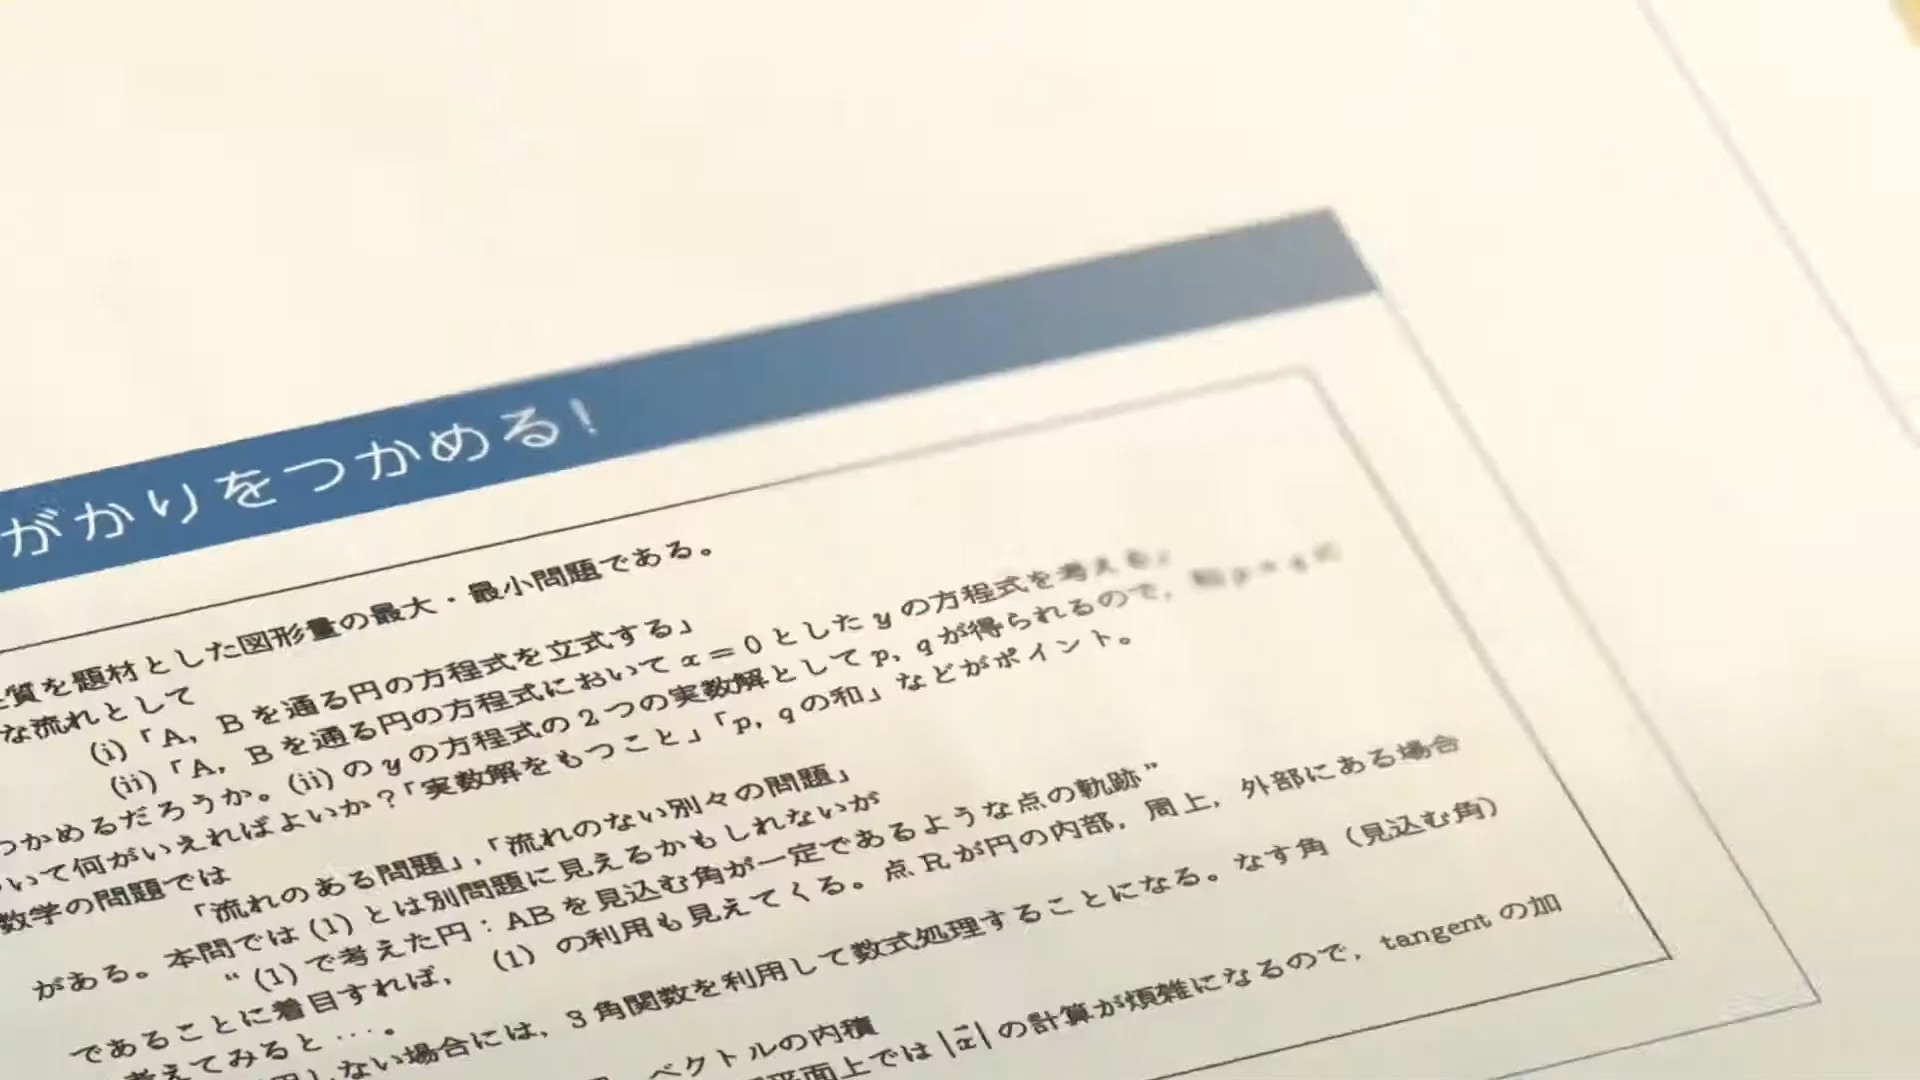 がかりをつかめる！
質を題材とした図形量の最大・最小問題である。
な流れとして
(i)「A，Bを通る円の方程式を立式する」
(ii)「A，Bを通る円の方程式においてx＝0としたyの方程式を考える」
つかめるだろうか。(ii)のyの方程式の2つの実数解としてp，qが得られるので，
いて何がいえればよいか？「実数解をもつこと」「p，qの和」などがポイント。
数学の問題では
「流れのある問題」，「流れのない別々の問題」
がある。本問では(1)とは別問題に見えるかもしれないが
“(1)で考えた円：ABを見込む角が一定であるような点の軌跡”
であることに着目すれば，(1)の利用も見えてくる。点Rが円の内部，周上，外部にある場合
考えてみると…。
しない場合には，3角関数を利用して数式処理することになる。なす角（見込む角）
ベクトルの内積
平面上では|x⃗|の計算が煩雑になるので，tangentの加